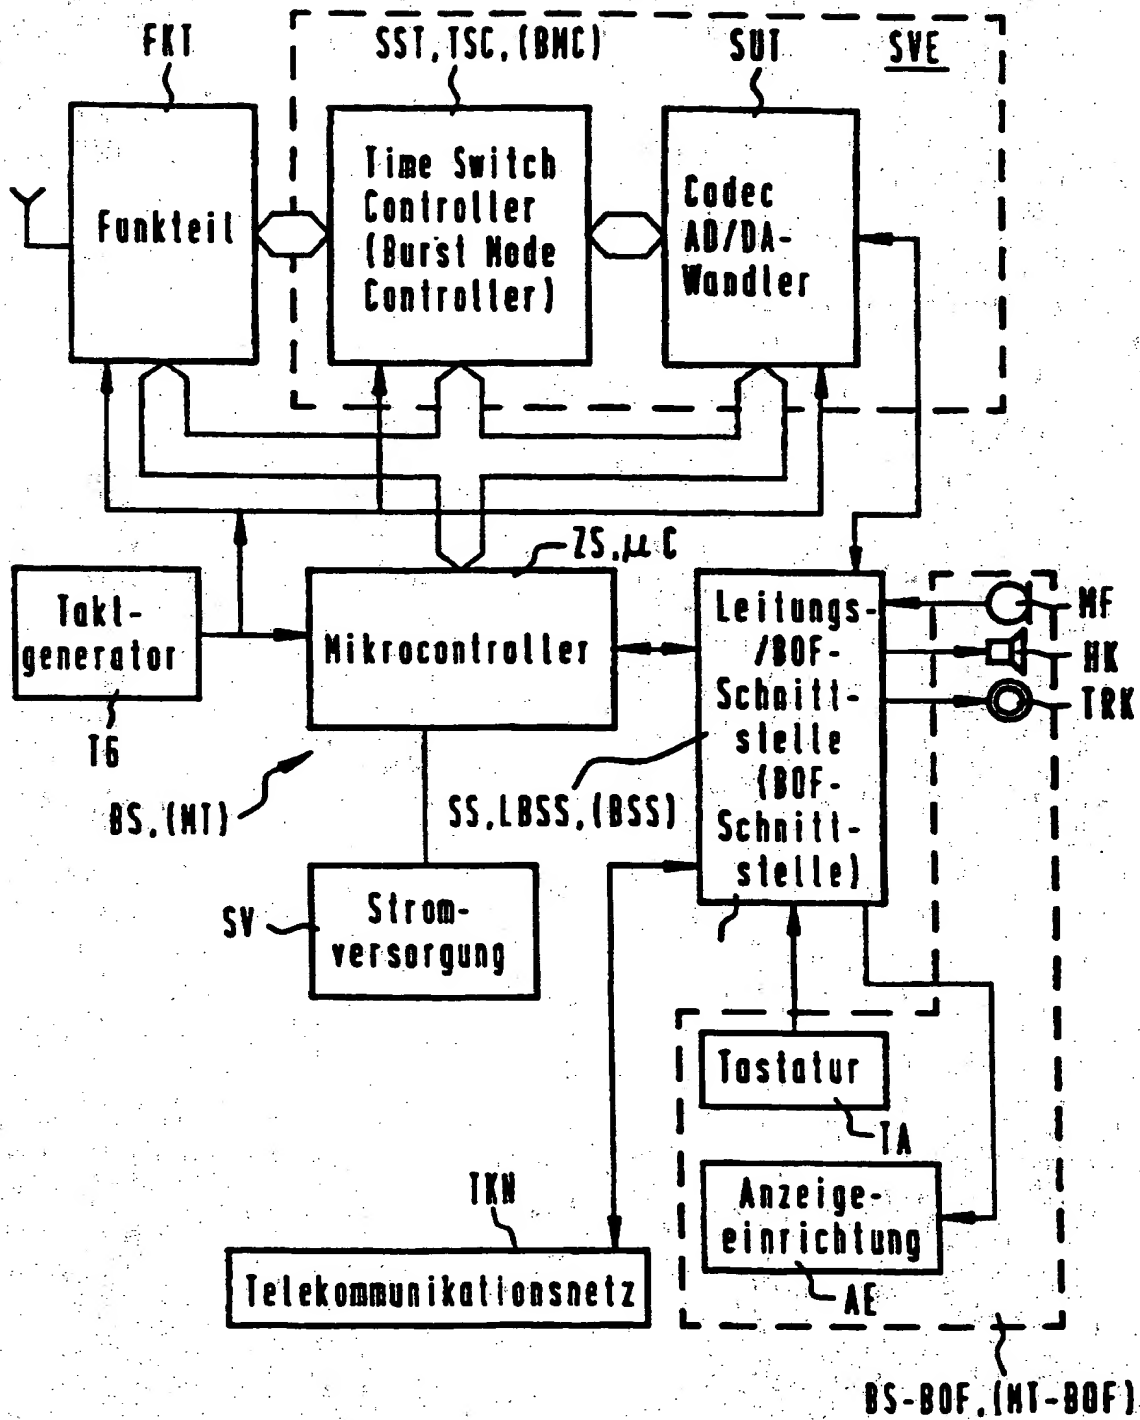 FKT
SST, TSC, (BMC)
SUT
SVE
Funkteil
Time Switch
Controller
(Burst Mode
Controller)
Codec
AD/DA-
Wandler
ZS, µC
Takt-
generator
TG
Mikrocontroller
Leitungs-
/BOF-
Schnitt-
stelle
(BOF-
Schnitt-
stelle)
MF
HK
TRK
BS, (MT)
SS, LBSS, (BSS)
SV
Strom-
versorgung
Tastatur
TA
TKN
Telekommunikationsnetz
Anzeige-
einrichtung
AE
BS-BOF, (MT-BOF)